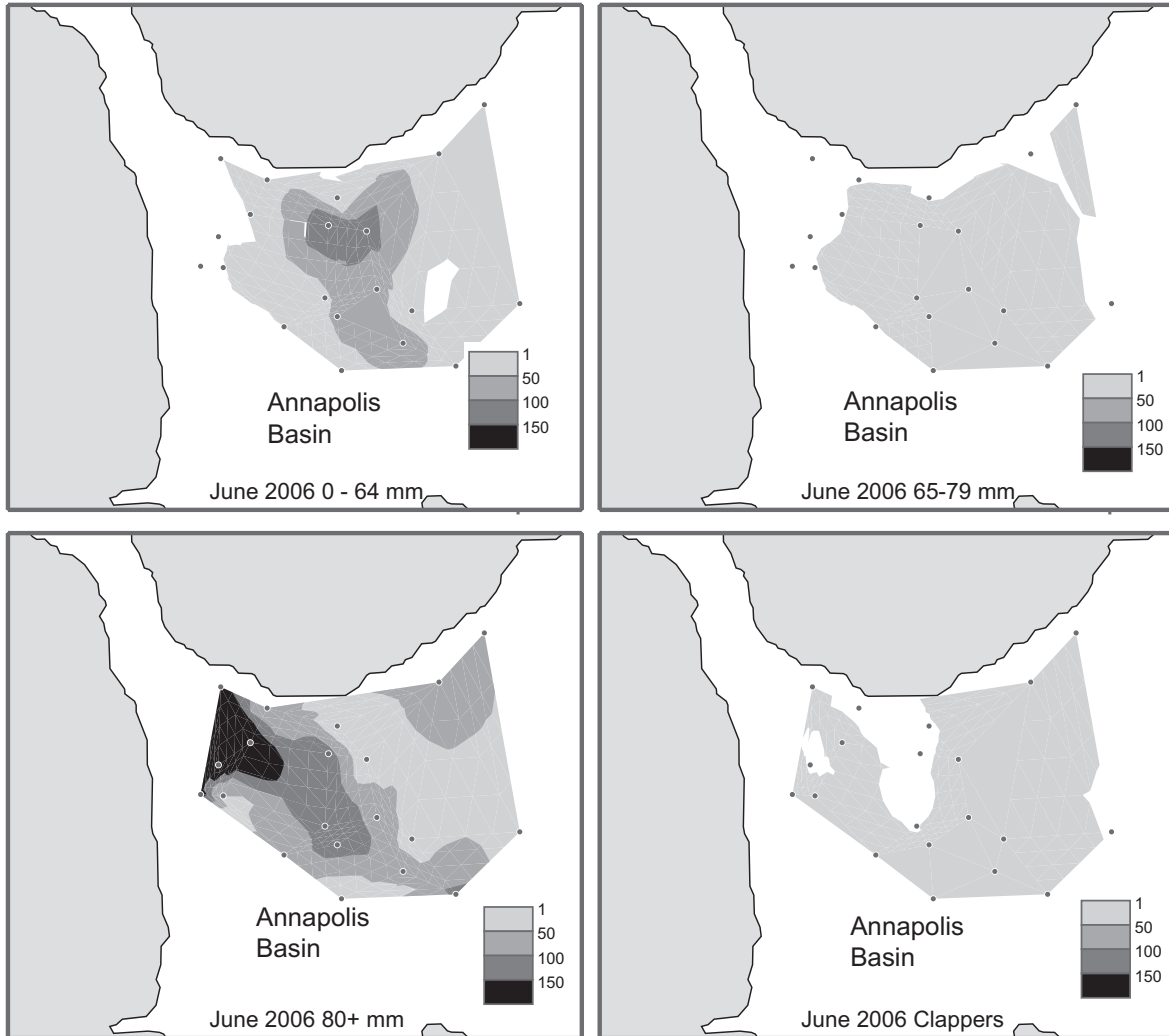 1
50
100
150
Annapolis
Basin
June 2006 0 - 64 mm
1
50
100
150
Annapolis
Basin
June 2006 65-79 mm
1
50
100
150
Annapolis
Basin
June 2006 80+ mm
1
50
100
150
Annapolis
Basin
June 2006 Clappers